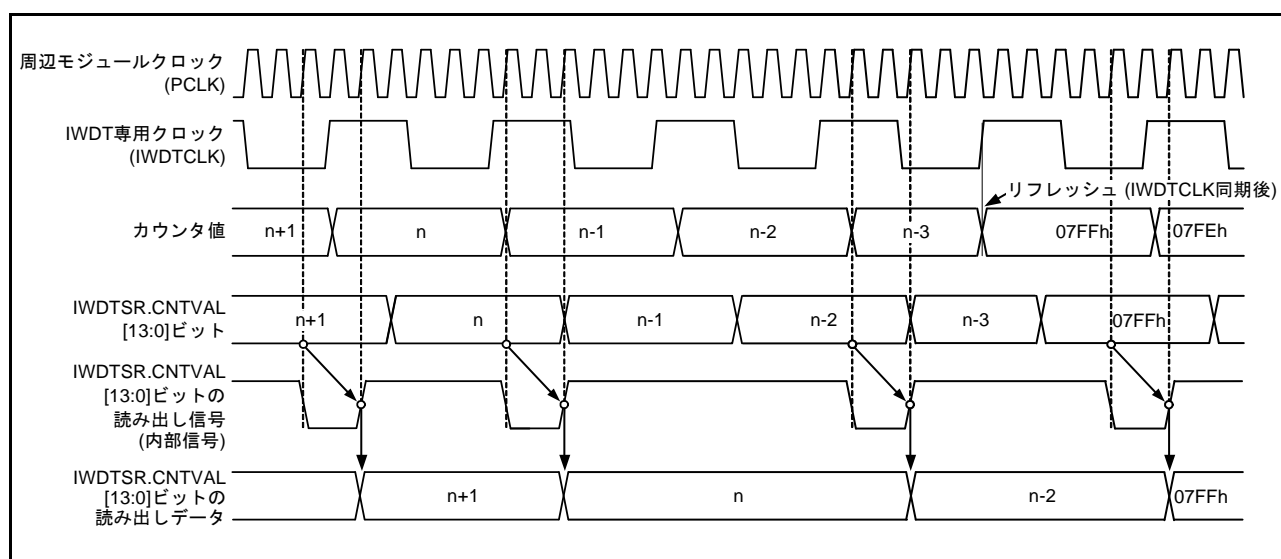 周辺モジュールクロック
(PCLK)
IWDT専用クロック
(IWDTCLK)
リフレッシュ (IWDTCLK同期後)
カウンタ値
n+1
n
n-1
n-2
n-3
07FFh
07FEh
IWDTSR.CNTVAL
[13:0]ビット
n+1
n
n-1
n-2
n-3
07FFh
IWDTSR.CNTVAL
[13:0]ビットの
読み出し信号
(内部信号)
IWDTSR.CNTVAL
[13:0]ビットの
読み出しデータ
n+1
n
n-2
07FFh